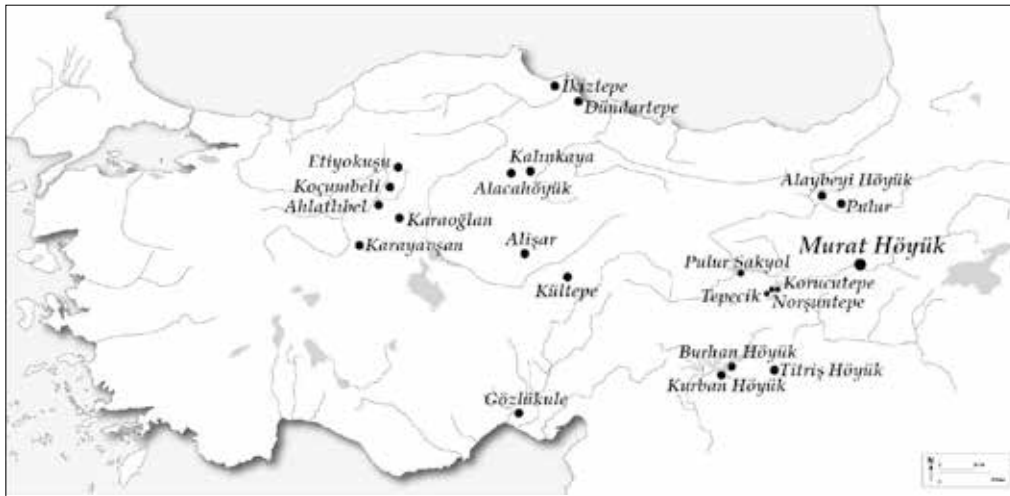 İkiztepe
Dündartepe
Etiyokuşu
Kalınkaya
Koçumbeli
Alacahöyük
Alaybeyi Höyük
Ahlatlıbel
Pulur
Karaoğlan
Karayavşan
Alişar
Murat Höyük
Pulur Sakyol
Kültepe
Korucutepe
Tepecik
Norşuntepe
Burhan Höyük
Titriş Höyük
Kurban Höyük
Gözlükule
N